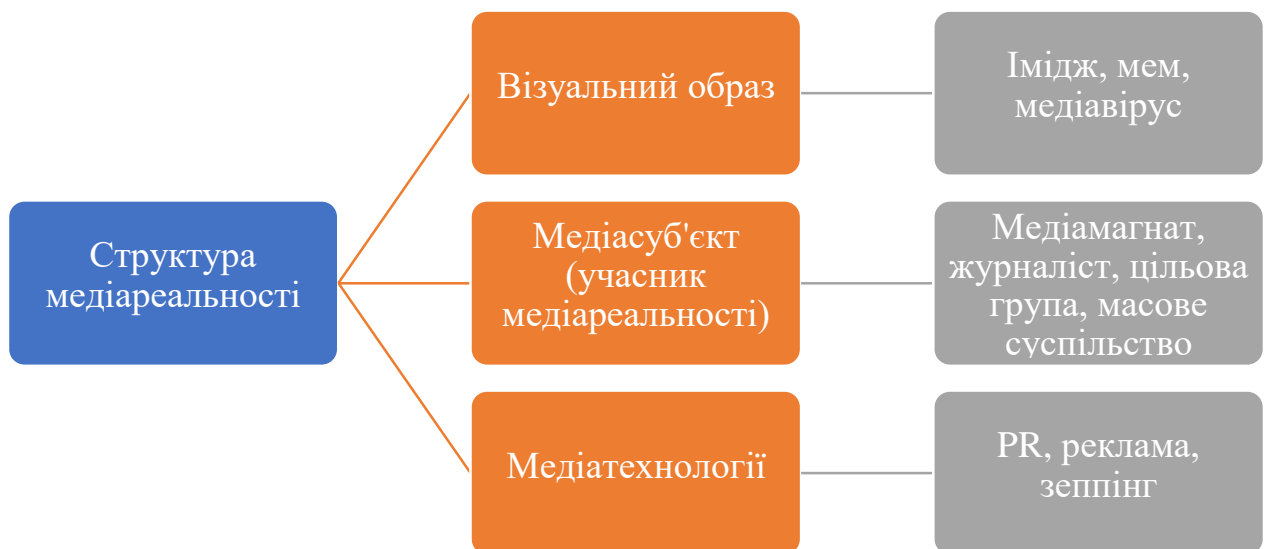 Візуальний образ
Імідж, мем,
медіавірус
Структура
медіареальності
Медіасуб'єкт
(учасник
медіареальності)
Медіамагнат,
журналіст, цільова
група, масове
суспільство
Медіатехнології
PR, реклама,
зеппінг